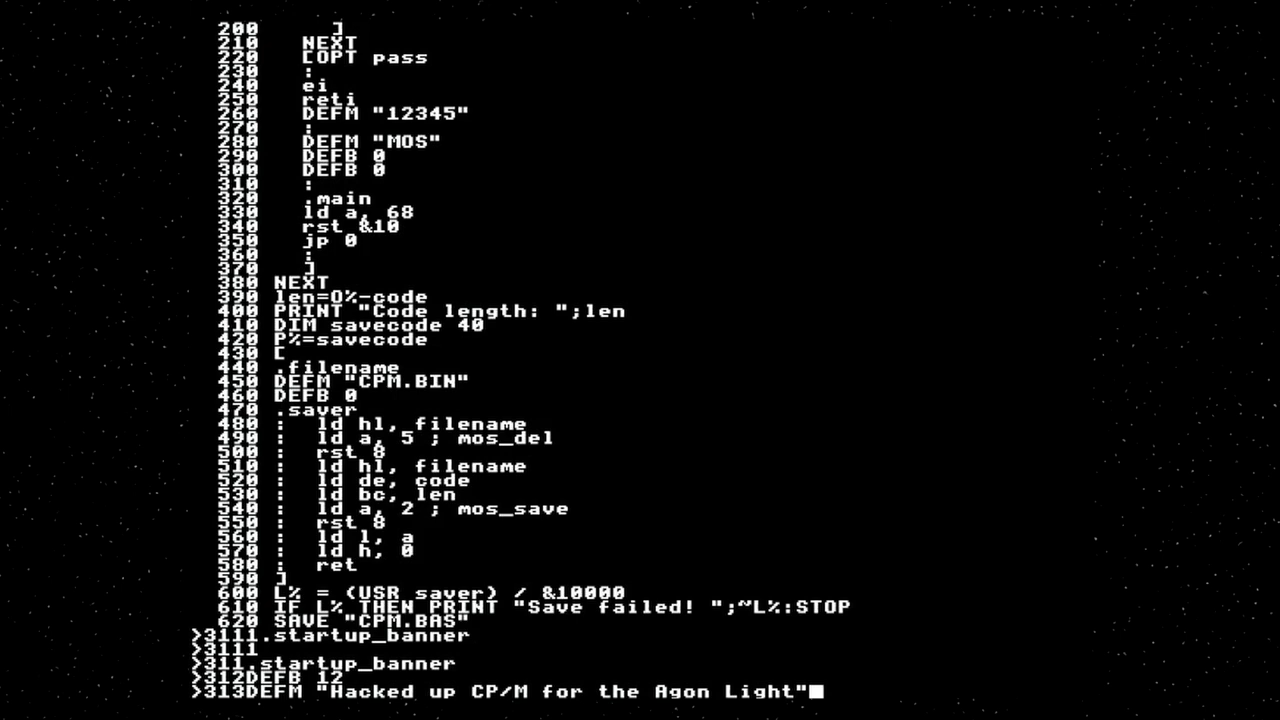 200      ]
210    NEXT
220    [OPT pass
230    :
240    ei
250    reti
260    DEFM "12345"
270    :
280    DEFM "MOS"
290    DEFB 0
300    DEFB 0
310    :
320    .main
330    ld a, 68
340    rst &10
350    jp 0
360    :
370    ]
380  NEXT
390  len=O%-code
400  PRINT "Code length: ";len
410  DIM savecode 40
420  P%=savecode
430  [
440  .filename
450  DEFM "CPM.BIN"
460  DEFB 0
470  .saver
480  :  ld hl, filename
490  :  ld a, 5 ; mos_del
500  :  rst 8
510  :  ld hl, filename
520  :  ld de, code
530  :  ld bc, len
540  :  ld a, 2 ; mos_save
550  :  rst 8
560  :  ld l, a
570  :  ld h, 0
580  :  ret
590  ]
600  L% = (USR saver) / &10000
610  IF L% THEN PRINT "Save failed! ";~L%:STOP
620  SAVE "CPM.BAS"
>3111.startup_banner
>3111
>311.startup_banner
>312DEFB 12
>313DEFM "Hacked up CP/M for the Agon Light"